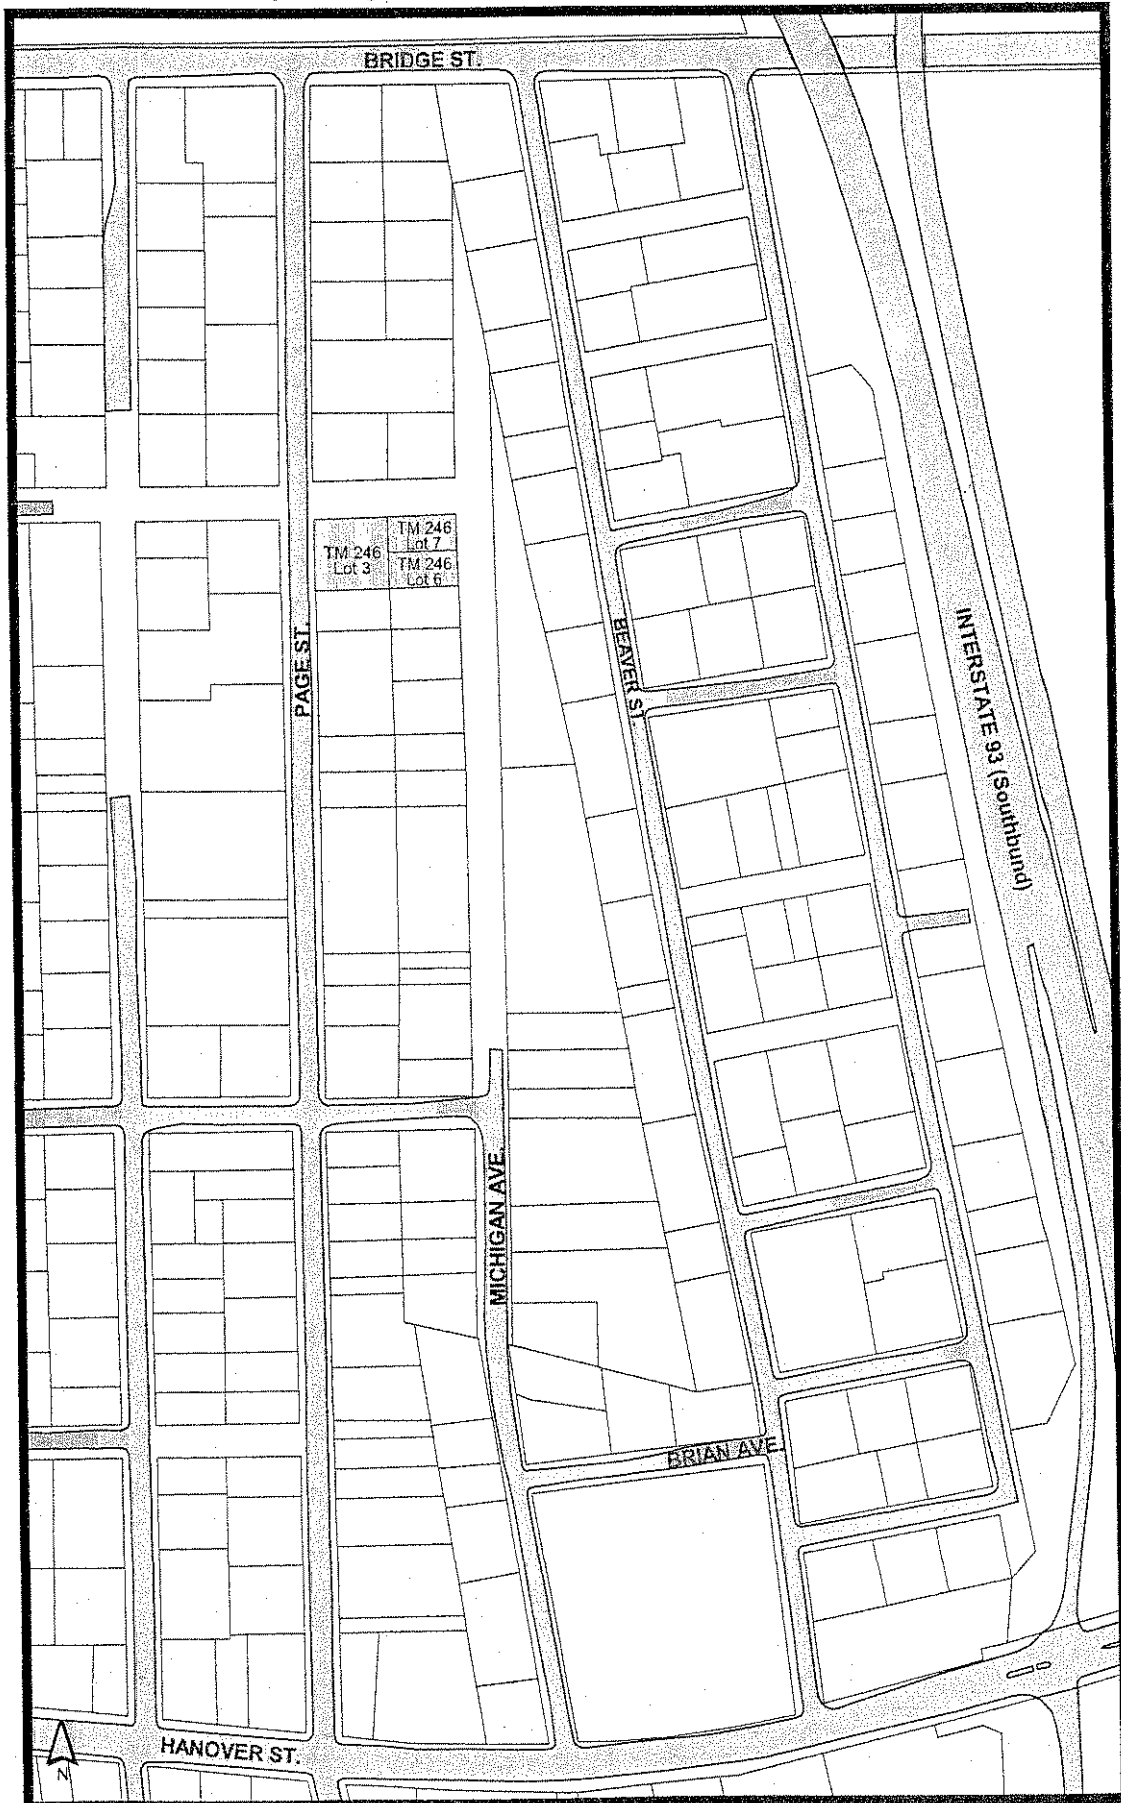 BRIDGE ST.
TM 246
Lot 3
TM 246
Lot 7
TM 246
Lot 6
PAGE ST.
BEAVER ST.
INTERSTATE 93 (Southbund)
MICHIGAN AVE.
BRIAN AVE.
HANOVER ST.
N